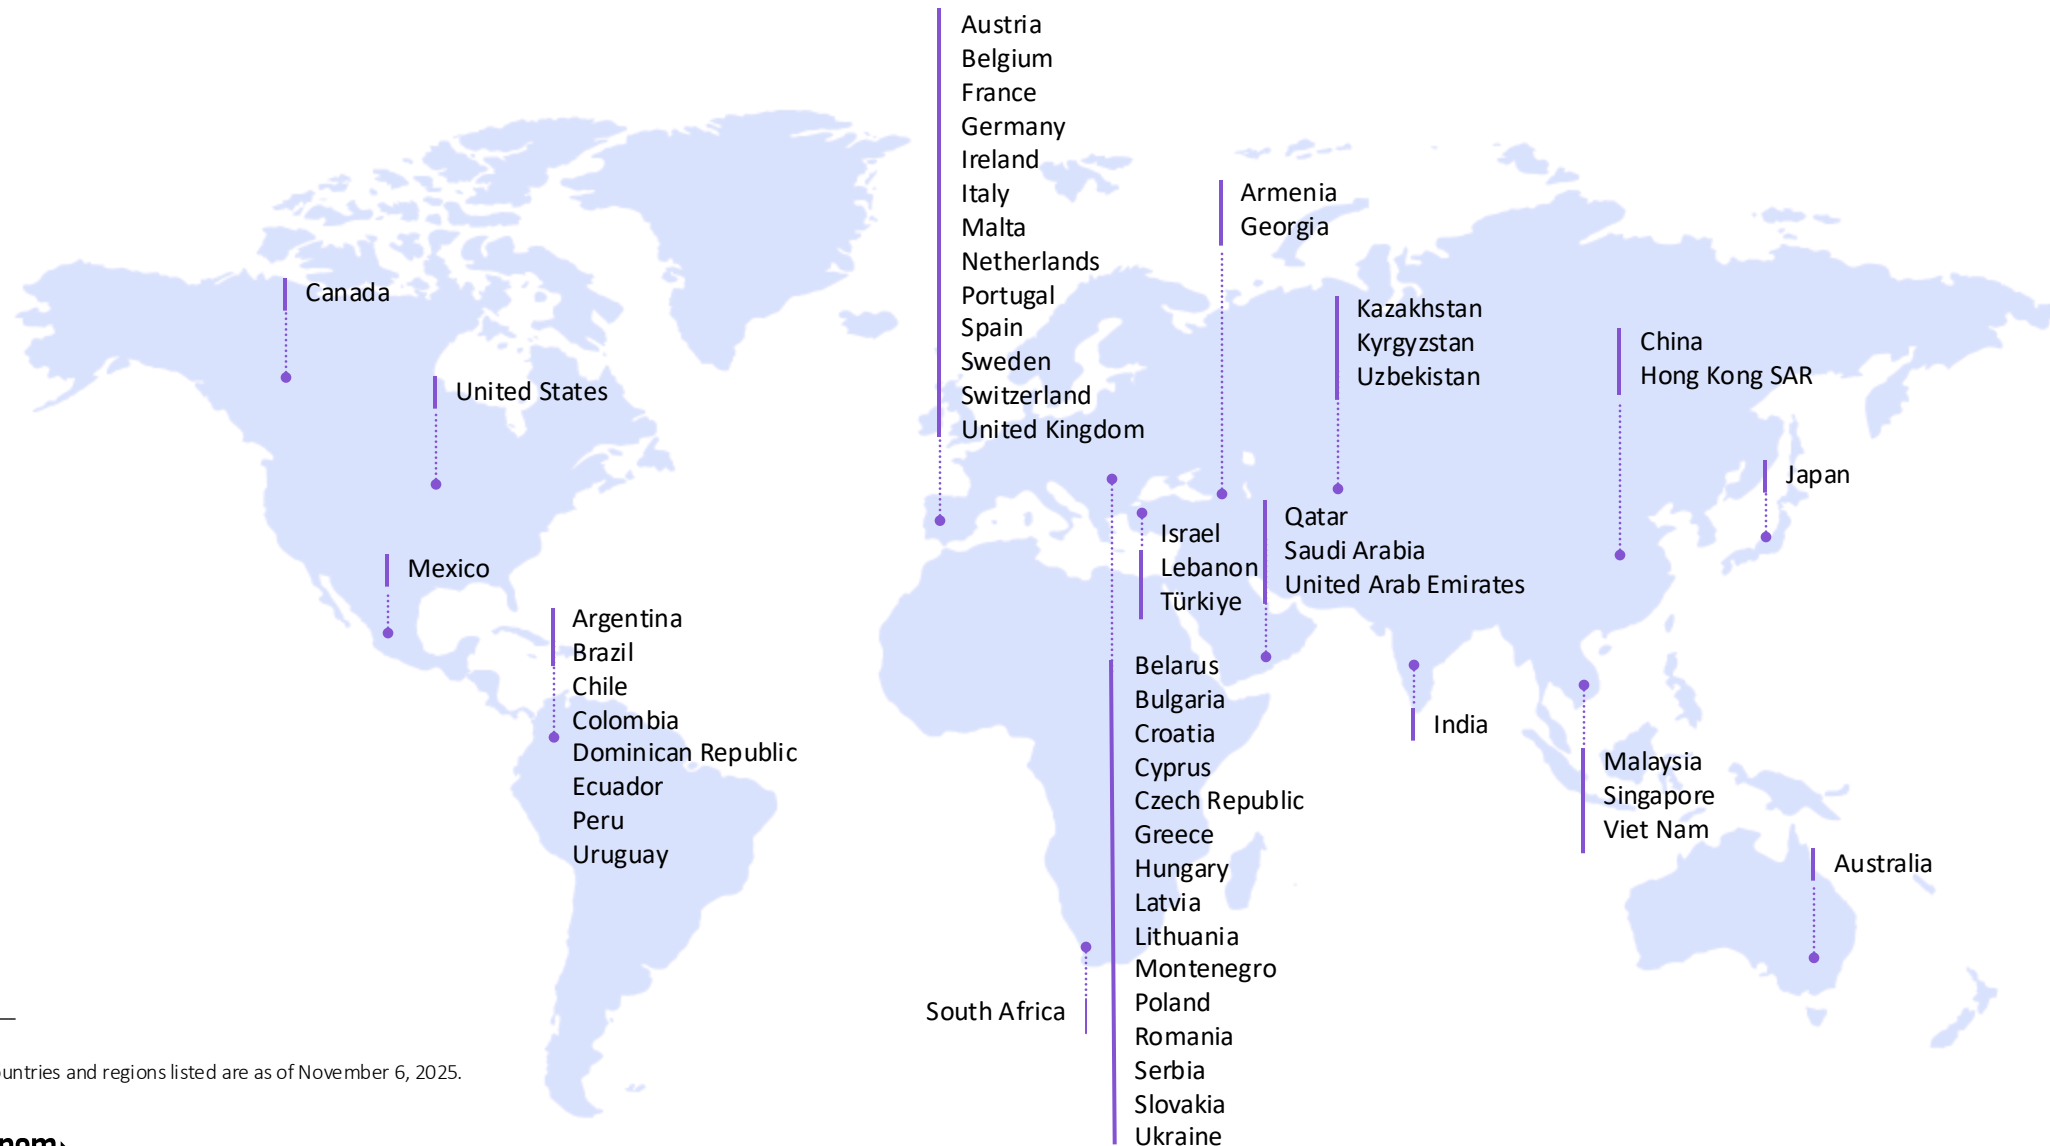 Austria
Belgium
France
Germany
Ireland
Italy
Malta
Netherlands
Portugal
Spain
Sweden
Switzerland
United Kingdom
Armenia
Georgia
Canada
Kazakhstan
Kyrgyzstan
Uzbekistan
China
Hong Kong SAR
United States
Japan
Qatar
Saudi Arabia
United Arab Emirates
Israel
Lebanon
Türkiye
Mexico
Argentina
Brazil
Chile
Colombia
Dominican Republic
Ecuador
Peru
Uruguay
Belarus
Bulgaria
Croatia
Cyprus
Czech Republic
Greece
Hungary
Latvia
Lithuania
Montenegro
Poland
Romania
Serbia
Slovakia
Ukraine
India
Malaysia
Singapore
Viet Nam
Australia
South Africa
ountries and regions listed are as of November 6, 2025.